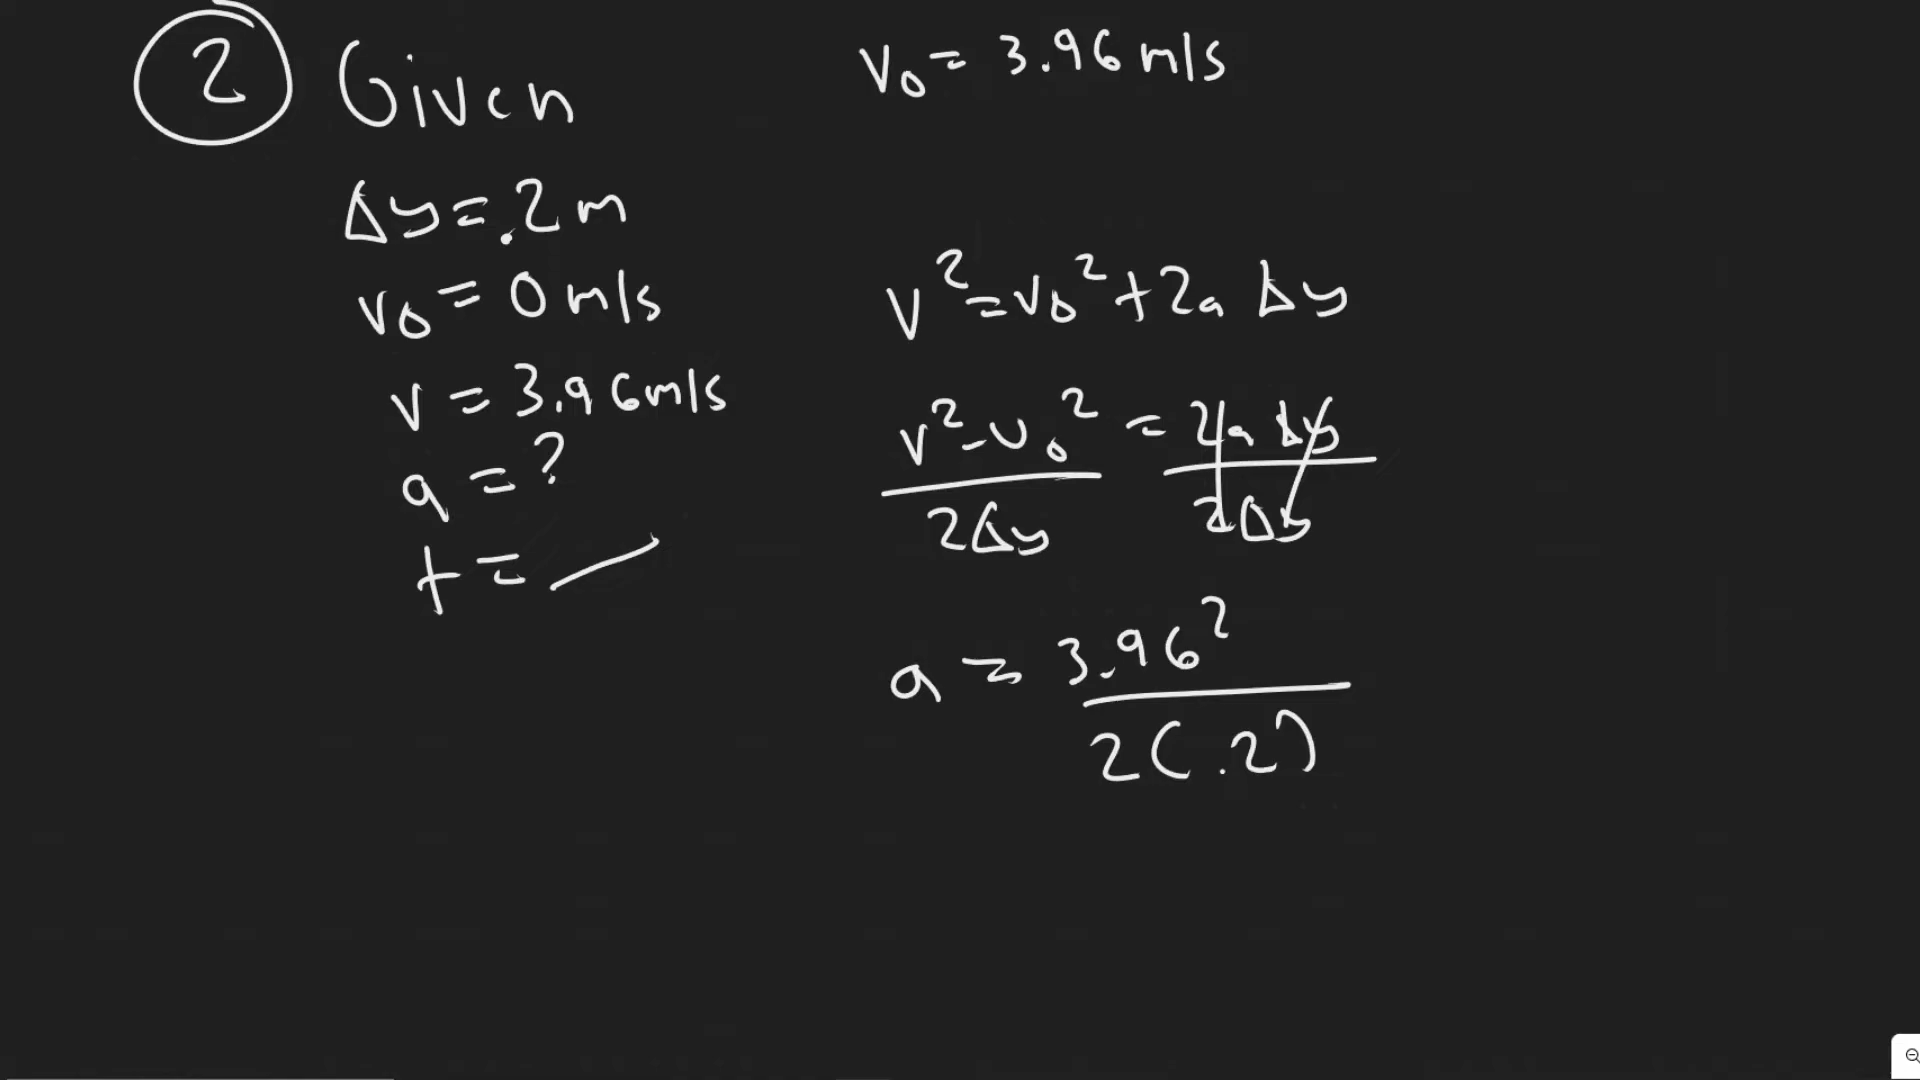 2 Given
Δy = .2 m
v₀ = 0 m/s
v = 3.96 m/s
a = ?
t = —
v₀ = 3.96 m/s
v² = v₀² + 2a Δy
v² - v₀² / 2Δy = 2a Δy / 2Δy
a = 3.96² / 2(.2)